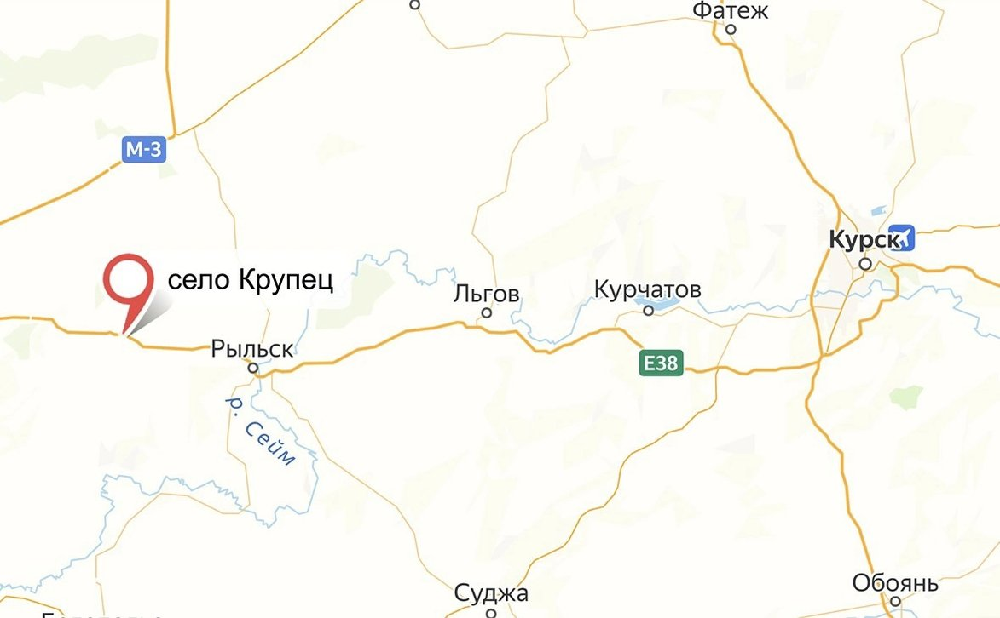 Фатеж
М-3
Курск
село Крупец
Льгов
Курчатов
Рыльск
E38
р. Сейм
Суджа
Обоянь